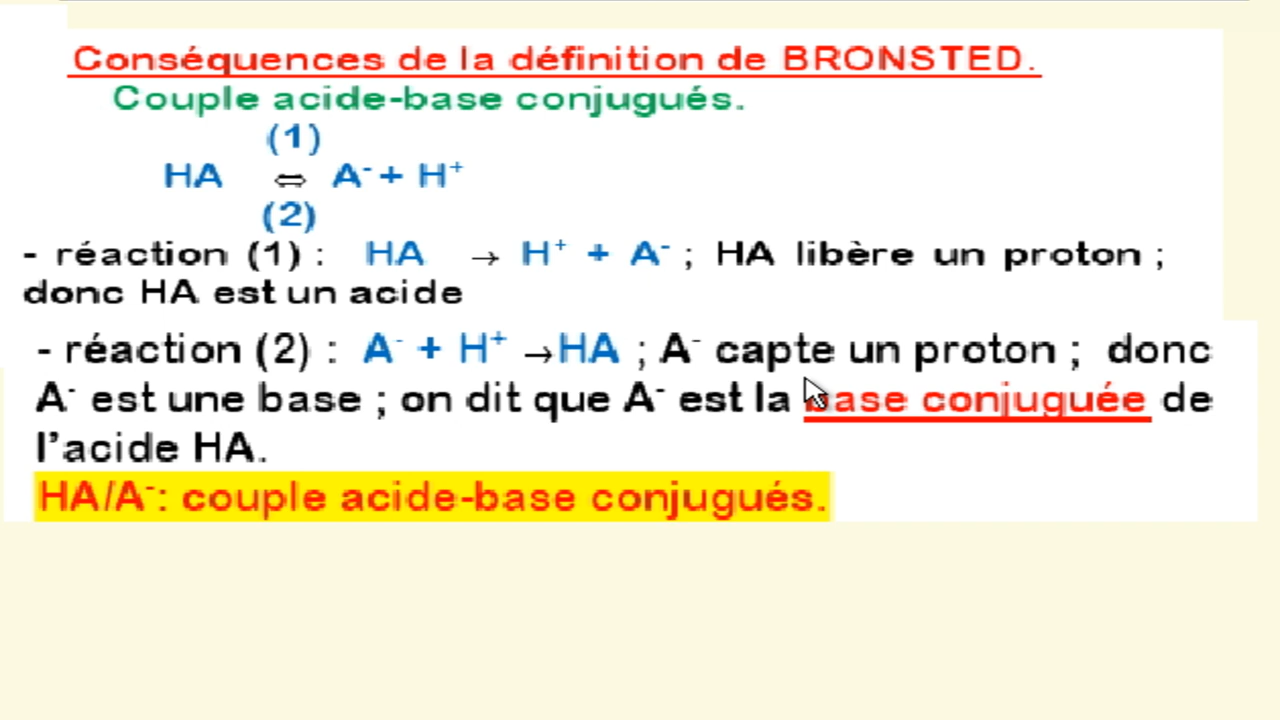 Conséquences de la définition de BRONSTED.
Couple acide-base conjugués.
(1)
HA ⇔ A⁻ + H⁺
(2)
- réaction (1) : HA → H⁺ + A⁻ ; HA libère un proton ;
donc HA est un acide
- réaction (2) : A⁻ + H⁺ →HA ; A⁻ capte un proton ; donc
A⁻ est une base ; on dit que A⁻ est la base conjuguée de
l’acide HA.
HA/A⁻: couple acide-base conjugués.